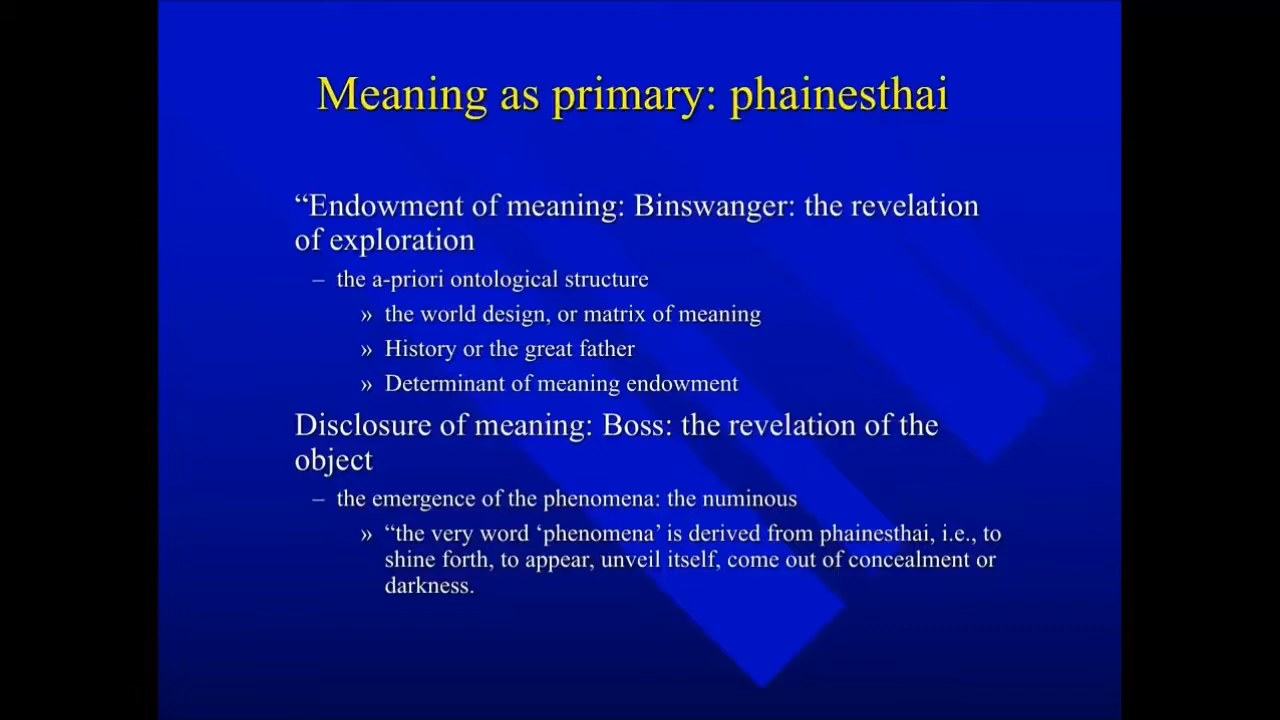 Meaning as primary: phainesthai
“Endowment of meaning: Binswanger: the revelation
of exploration
– the a-priori ontological structure
» the world design, or matrix of meaning
» History or the great father
» Determinant of meaning endowment
Disclosure of meaning: Boss: the revelation of the
object
– the emergence of the phenomena: the numinous
» “the very word ‘phenomena’ is derived from phainesthai, i.e., to
shine forth, to appear, unveil itself, come out of concealment or
darkness.